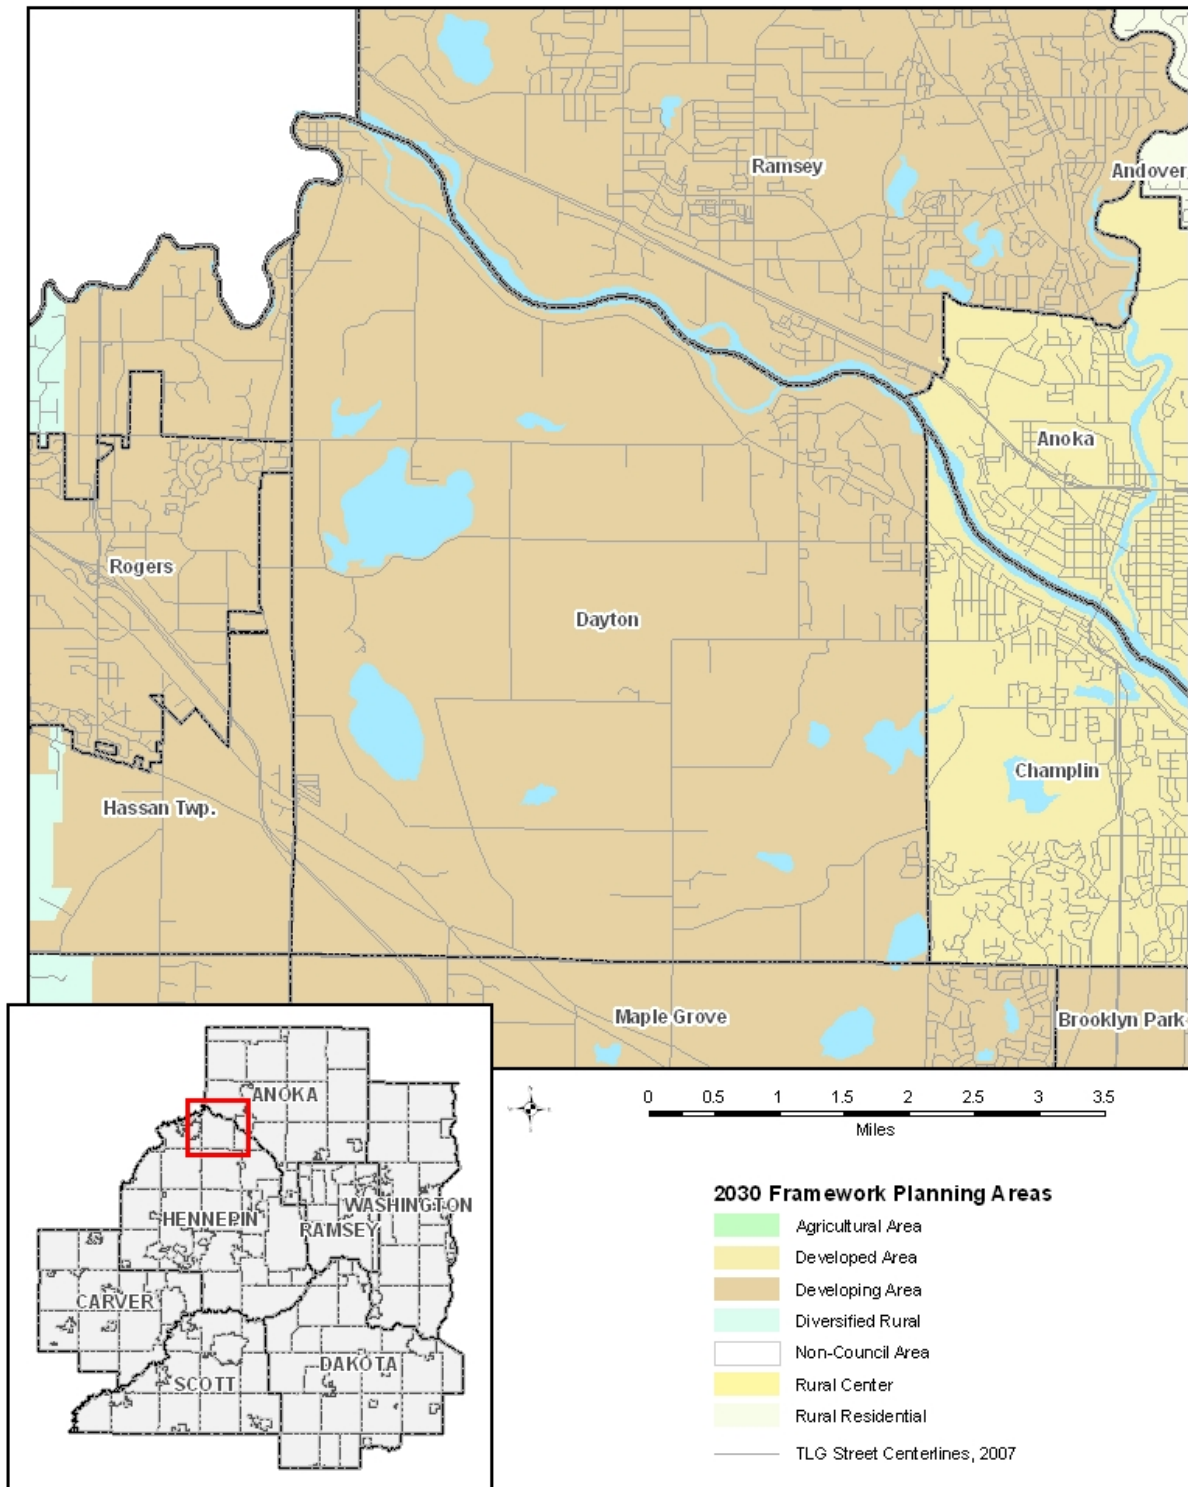 Ramsey
Andover
Anoka
Rogers
Dayton
Champlin
Hassan Twp.
Maple Grove
Brooklyn Park
ANOKA
WASHINGTON
HENNEPIN
RAMSEY
CARVER
DAKOTA
SCOTT
0 0.5 1 1.5 2 2.5 3 3.5
Miles
2030 Framework Planning Areas
Agricultural Area
Developed Area
Developing Area
Diversified Rural
Non-Council Area
Rural Center
Rural Residential
TLG Street Centerlines, 2007